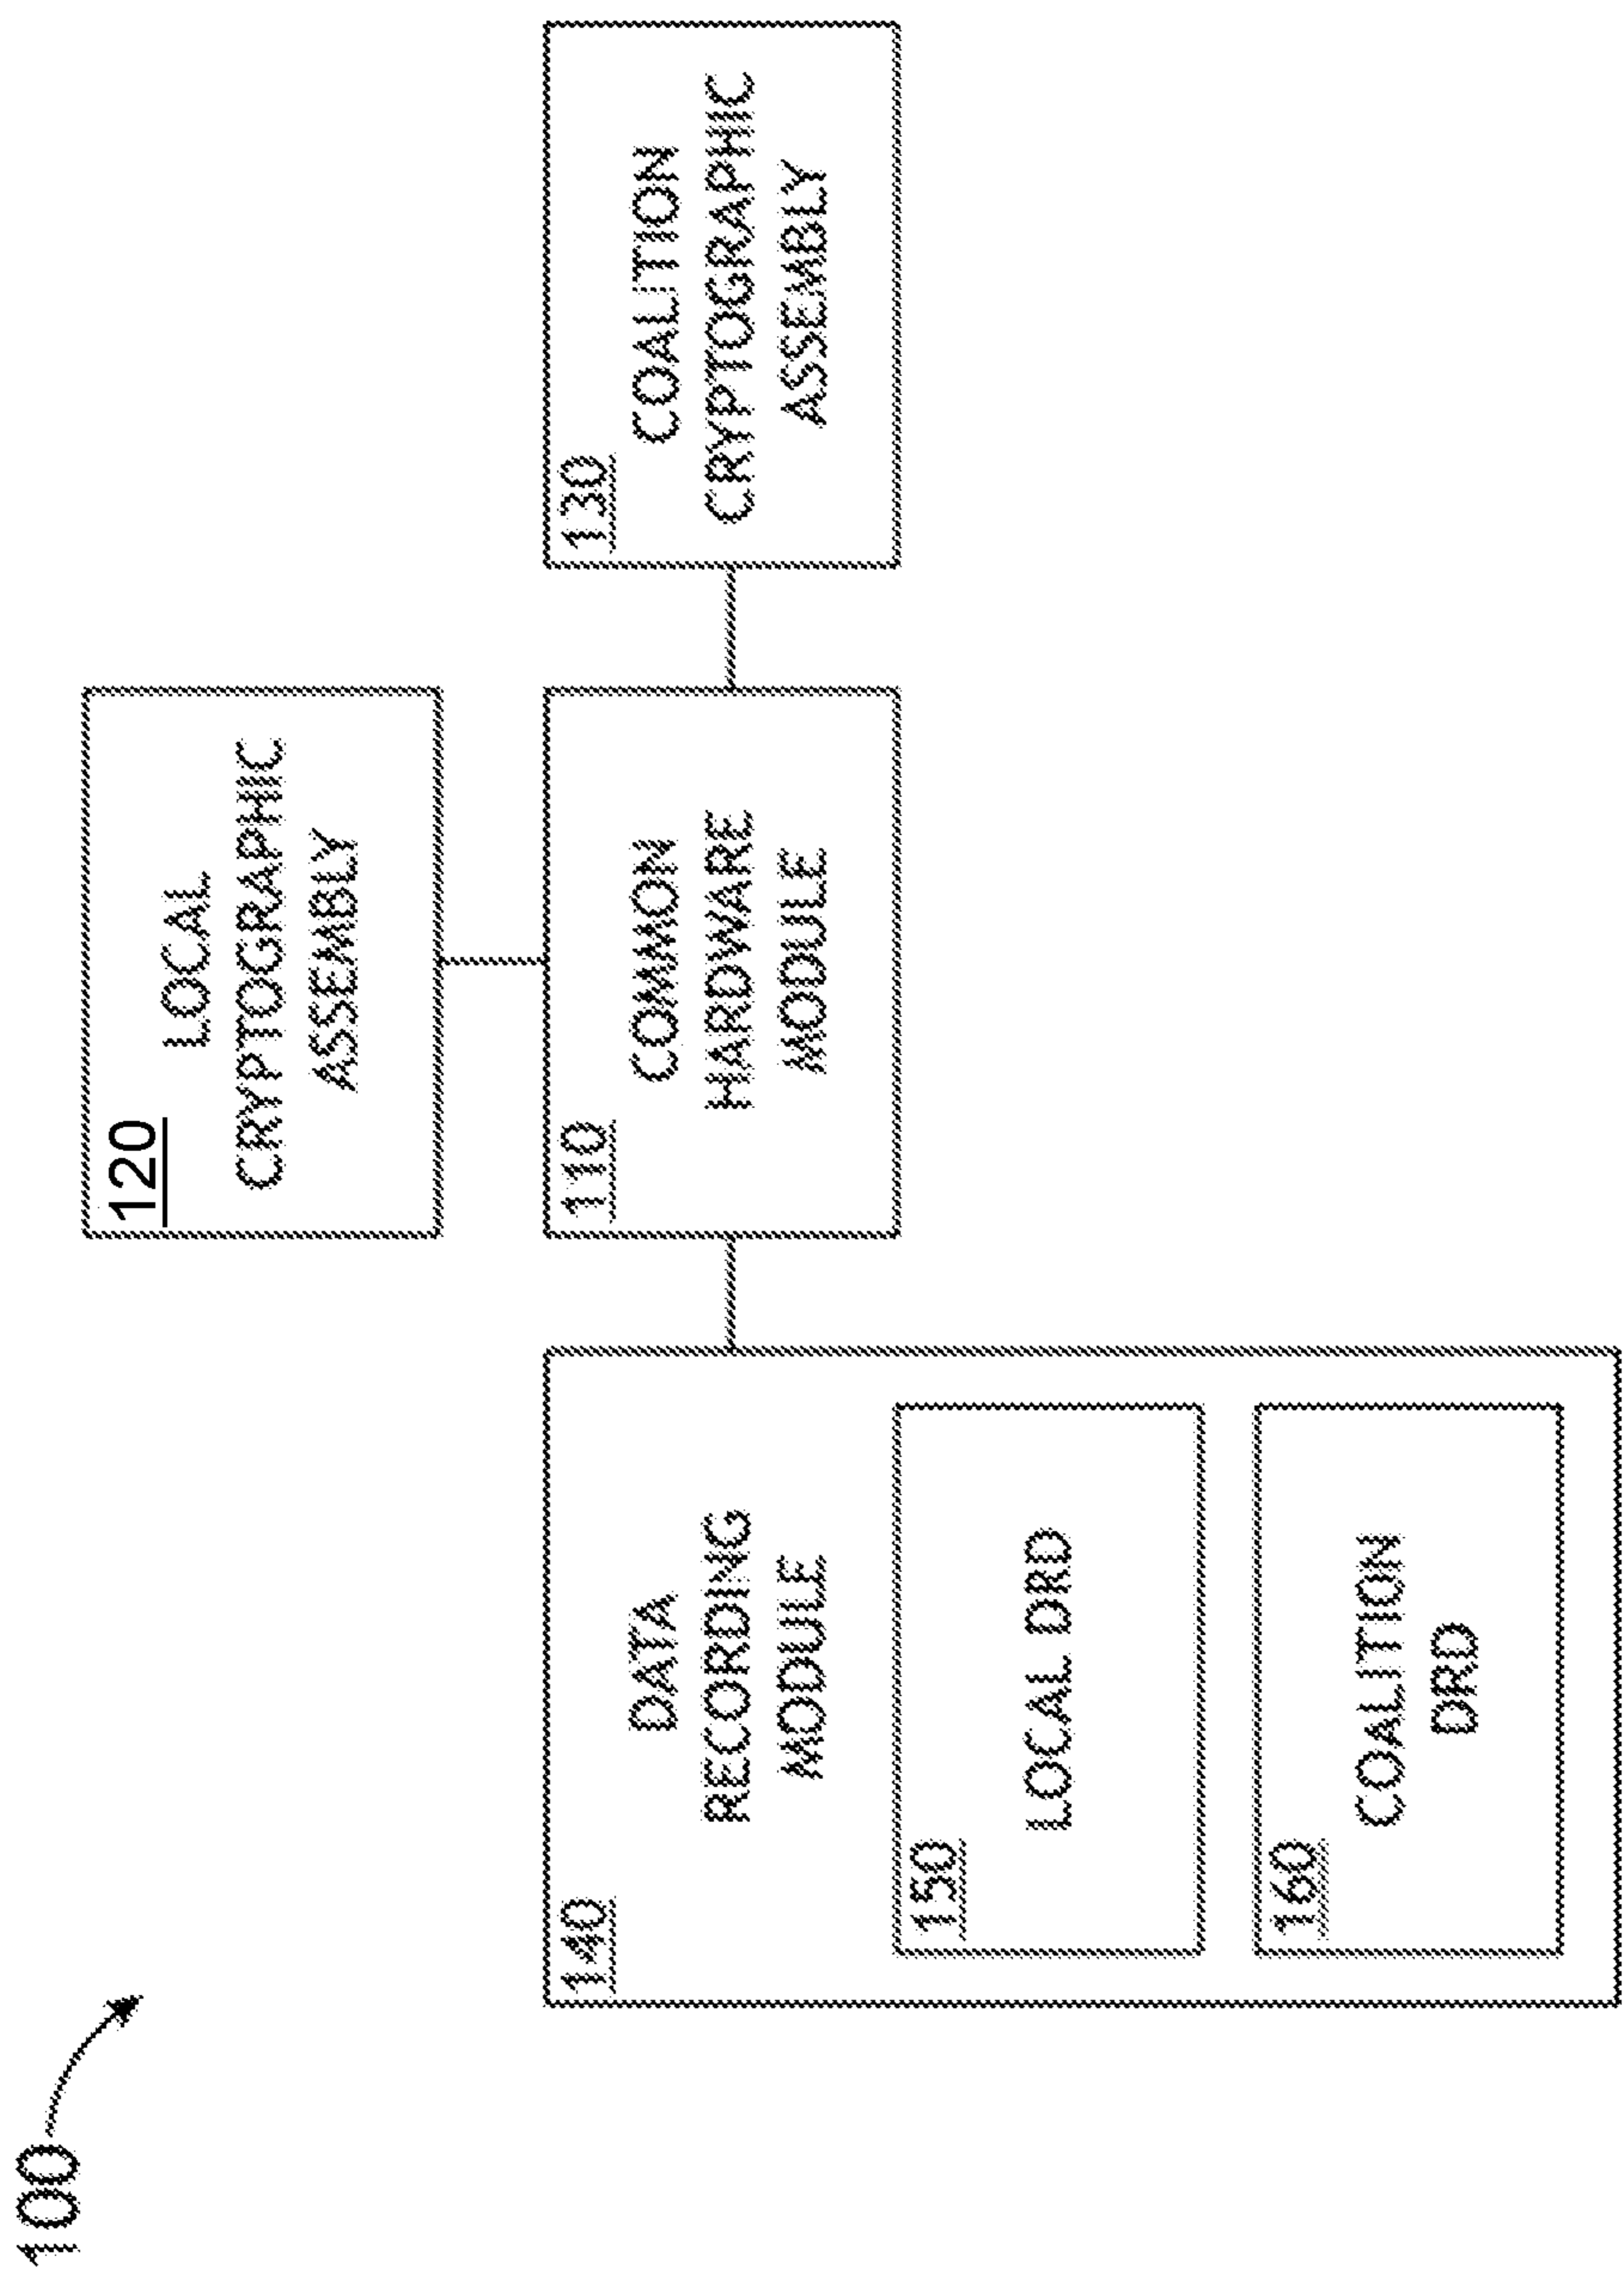 100
120
LOCAL
CRYPTOGRAPHIC
ASSEMBLY
140
DATA
RECORDING
MODULE
150
LOCAL DRD
160
COALITION
DRD
110
COMMON
HARDWARE
MODULE
130
COALITION
CRYPTOGRAPHIC
ASSEMBLY